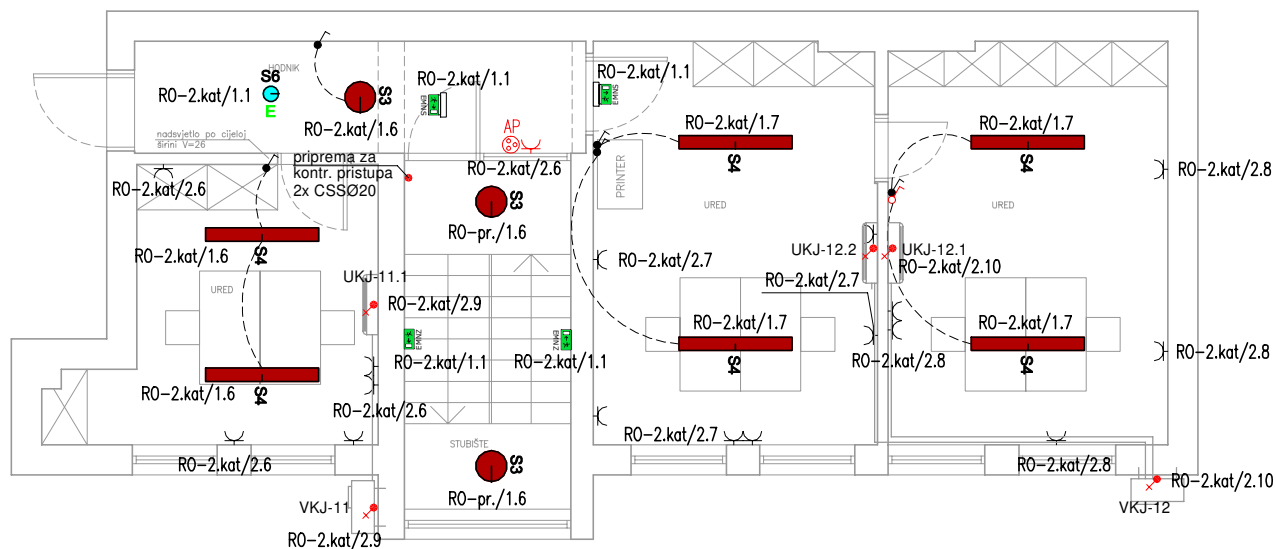 S6
HODNIK
RO-2.kat/1.1
E
S3
RO-2.kat/1.6
RO-2.kat/1.1
EMNS
RO-2.kat/1.1
EMNS
AP
RO-2.kat/2.6
nadsvjetlo po cijeloj
širini V=26
priprema za
kontr. pristupa
2x CSSØ20
RO-2.kat/2.6
S3
RO-pr./1.6
RO-2.kat/1.7
S4
RO-2.kat/1.7
S4
PRINTER
URED
URED
RO-2.kat/2.8
RO-2.kat/1.6
S4
URED
UKJ-11.1
RO-2.kat/2.9
UKJ-12.2
UKJ-12.1
RO-2.kat/2.10
RO-2.kat/2.7
RO-2.kat/2.7
EMNZ
RO-2.kat/1.1
EMNZ
RO-2.kat/1.1
RO-2.kat/1.7
S4
RO-2.kat/2.8
RO-2.kat/1.7
S4
RO-2.kat/2.8
RO-2.kat/1.6
S4
RO-2.kat/2.6
RO-2.kat/2.6
STUBIŠTE
S3
RO-pr./1.6
RO-2.kat/2.7
RO-2.kat/2.8
RO-2.kat/2.10
VKJ-11
RO-2.kat/2.9
VKJ-12